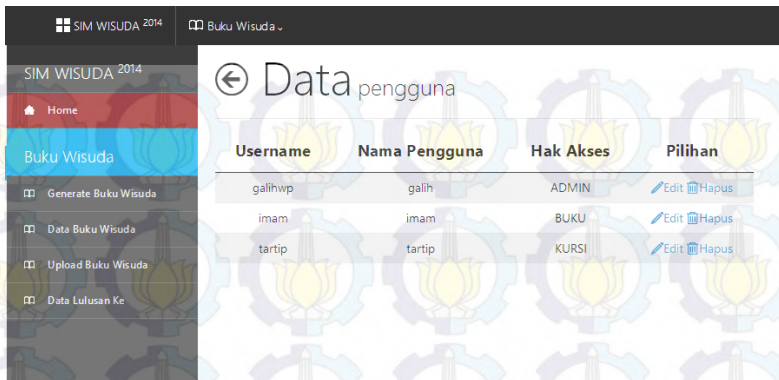 SIM WISUDA 2014 Buku Wisuda
SIM WISUDA 2014
Home
Buku Wisuda
Generate Buku Wisuda
Data Buku Wisuda
Upload Buku Wisuda
Data Lulusan Ke
Data pengguna
Username Nama Pengguna Hak Akses Pilihan
galihwp galih ADMIN Edit Hapus
imam imam BUKU Edit Hapus
tartip tartip KURSI Edit Hapus